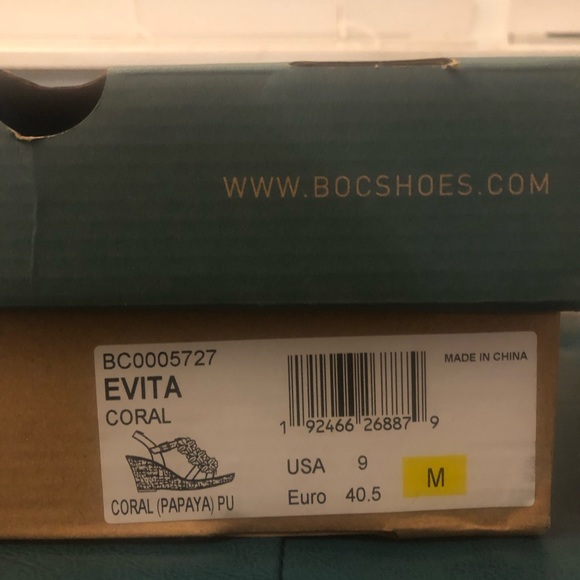 WWW.BOCSHOES.COM
BC0005727
EVITA
CORAL
MADE IN CHINA
1 92466 26887 9
USA 9
Euro 40.5
M
CORAL (PAPAYA) PU